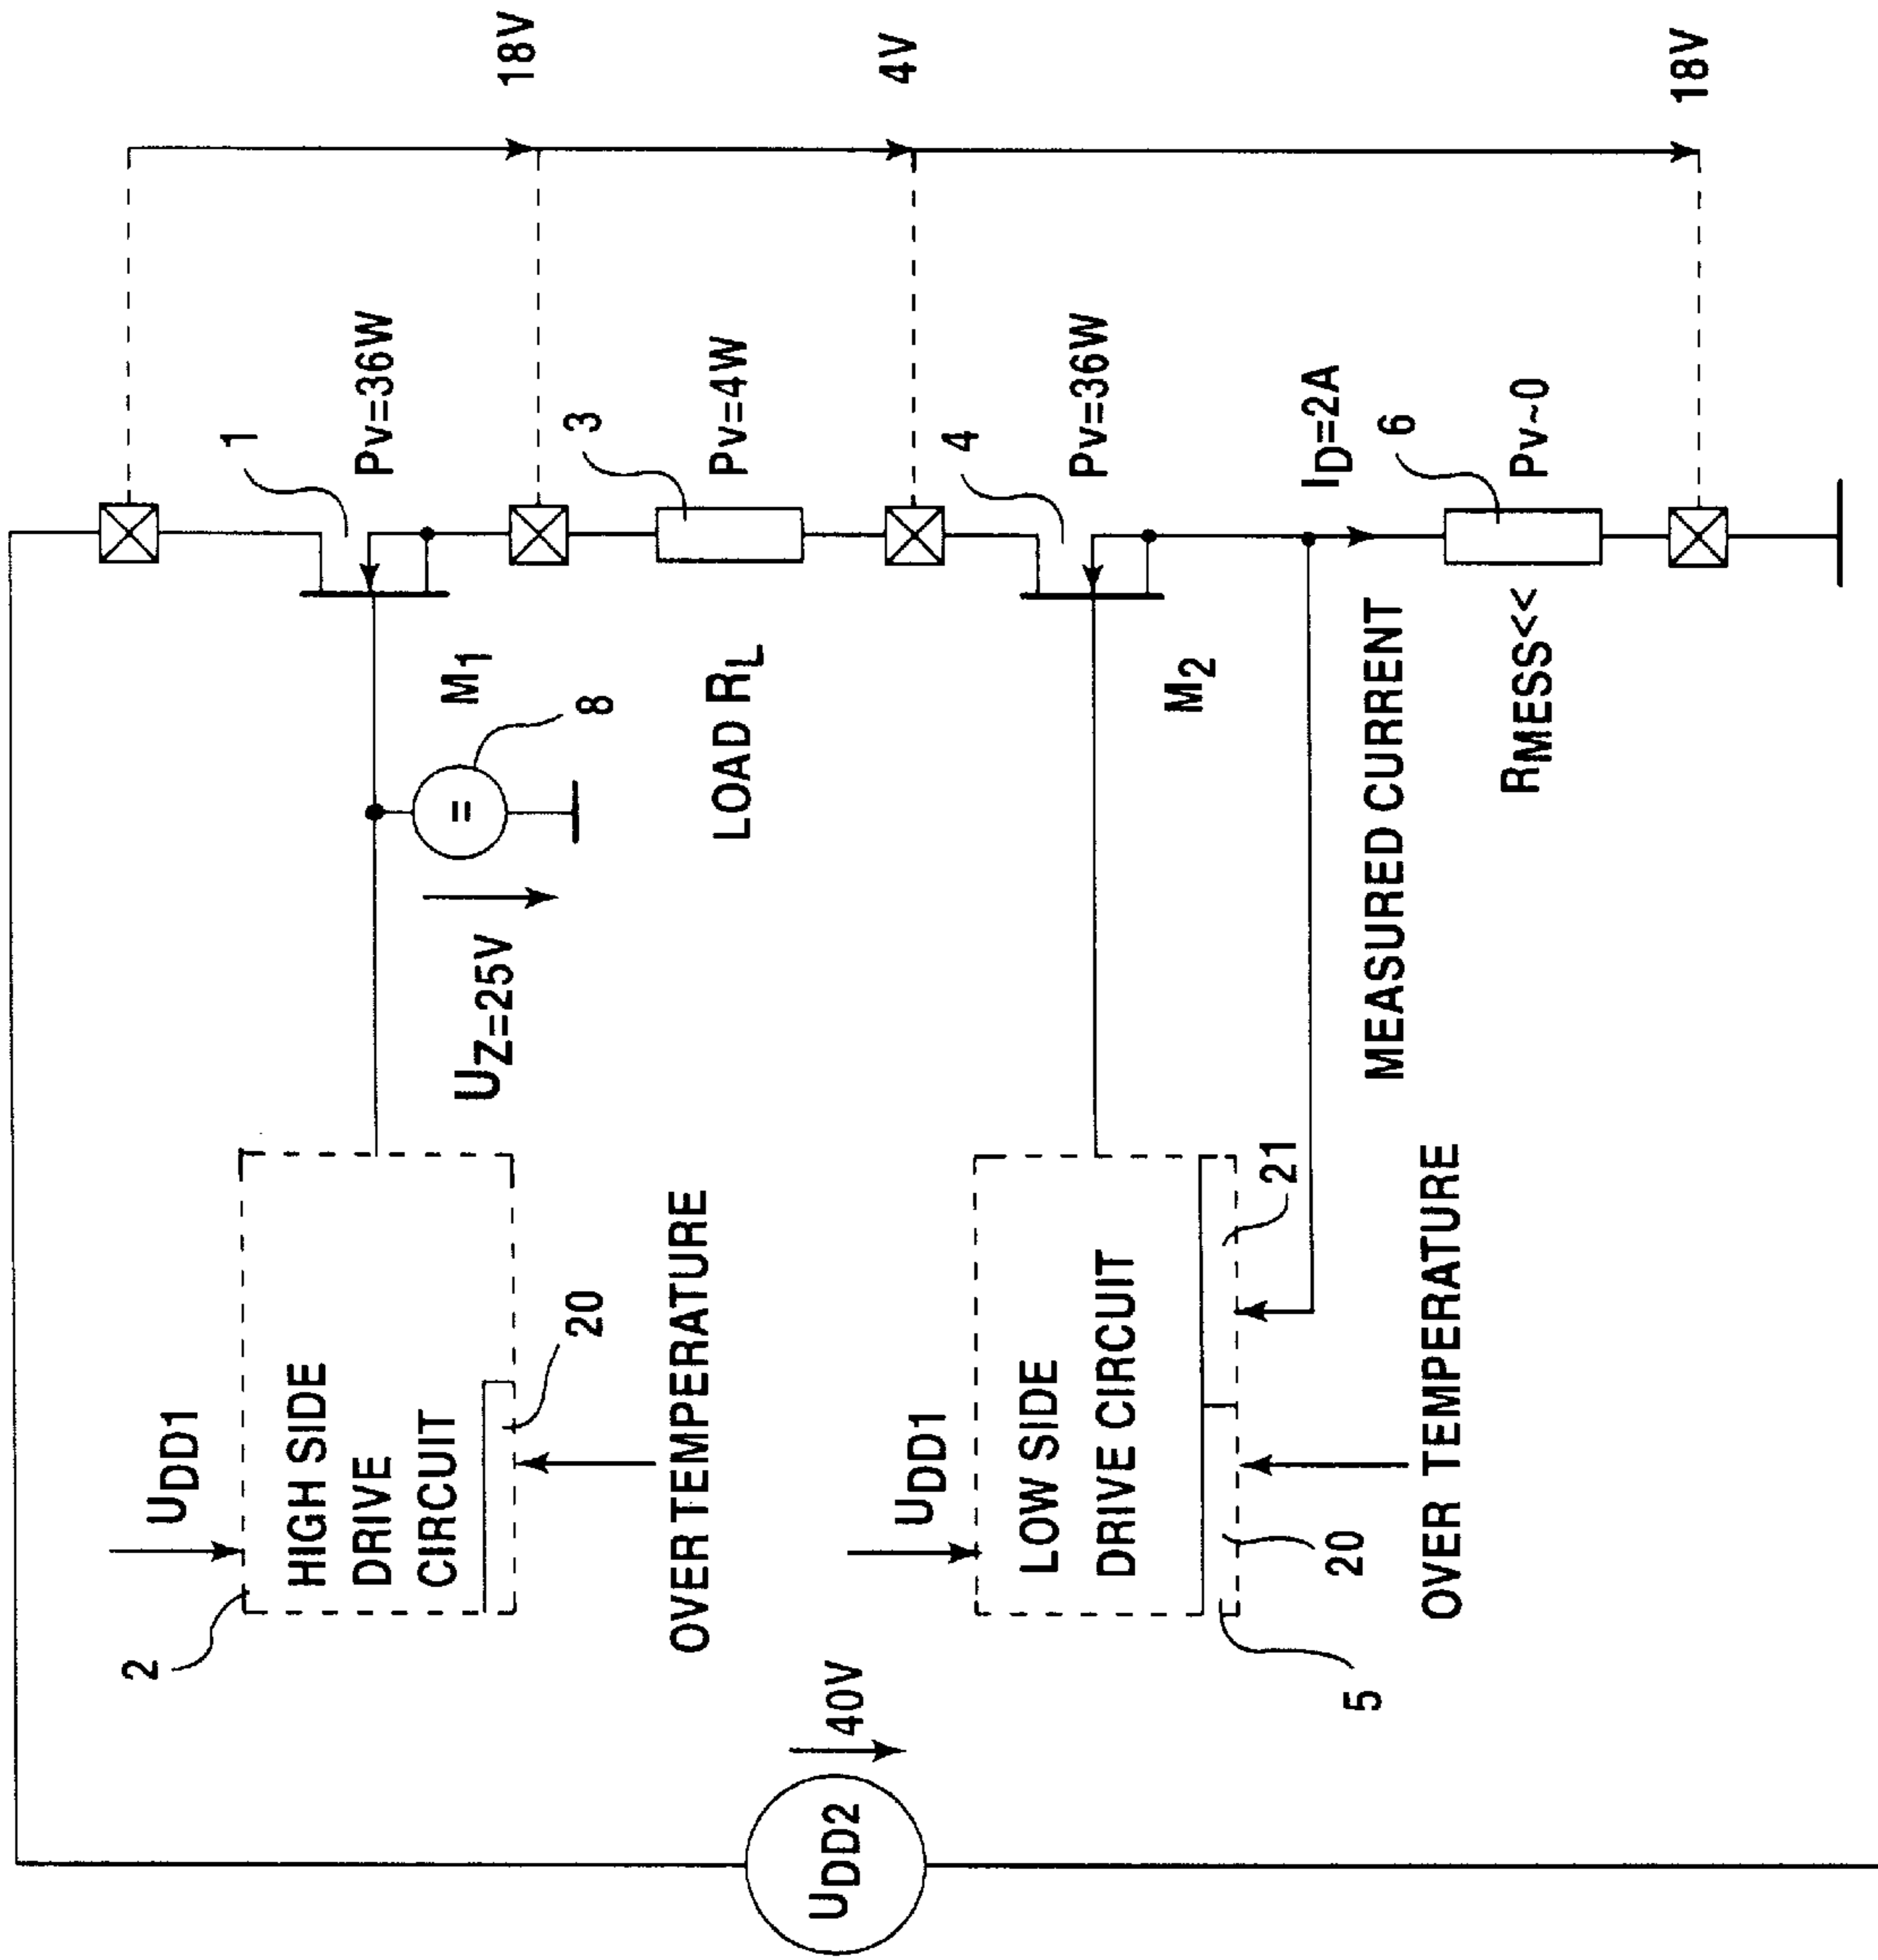 UDD2
40V
2
UDD1
HIGH SIDE
DRIVE
CIRCUIT
20
OVER TEMPERATURE
UZ=25V
8
M1
1
PV=36W
18V
LOAD RL
3
PV=4W
4V
UDD1
LOW SIDE
DRIVE CIRCUIT
5
20
21
OVER TEMPERATURE
M2
4
PV=36W
MEASURED CURRENT
ID=2A
RMESS<<
6
PV~0
18V